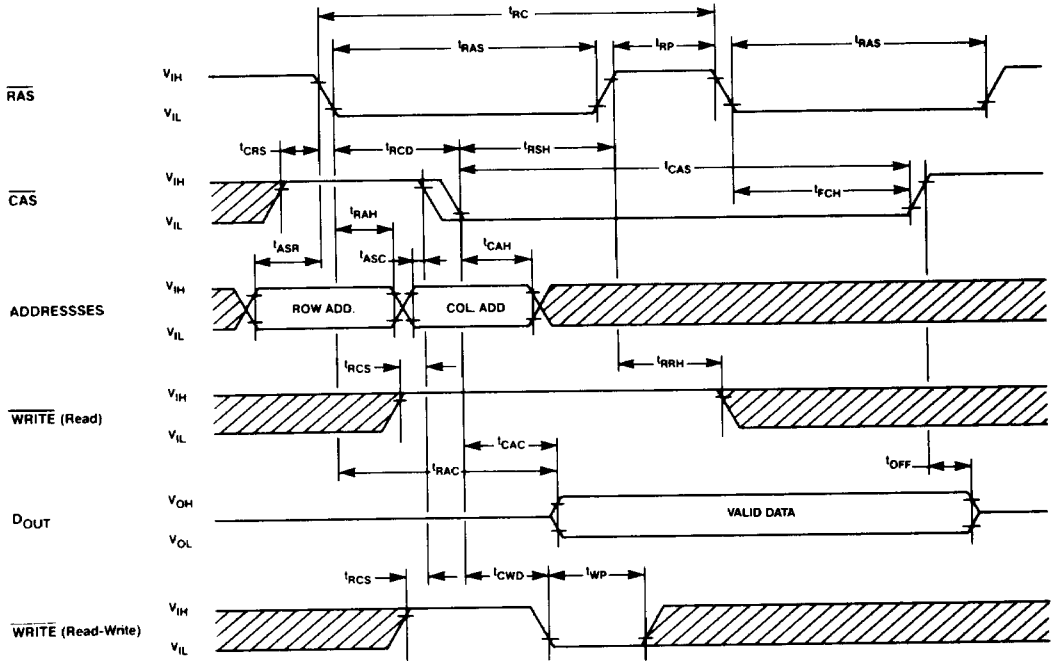 tRC
tRAS
tRP
tRAS
RAS
VIH
VIL
tCRS
tRCD
tRSH
tCAS
CAS
VIH
VIL
tRAH
tFCH
tASR
tASC
tCAH
ADDRESSSES
VIH
VIL
ROW ADD.
COL. ADD
tRCS
tRRH
WRITE (Read)
VIH
VIL
tCAC
tRAC
tOFF
DOUT
VOH
VOL
VALID DATA
tRCS
tCWD
tWP
WRITE (Read-Write)
VIH
VIL